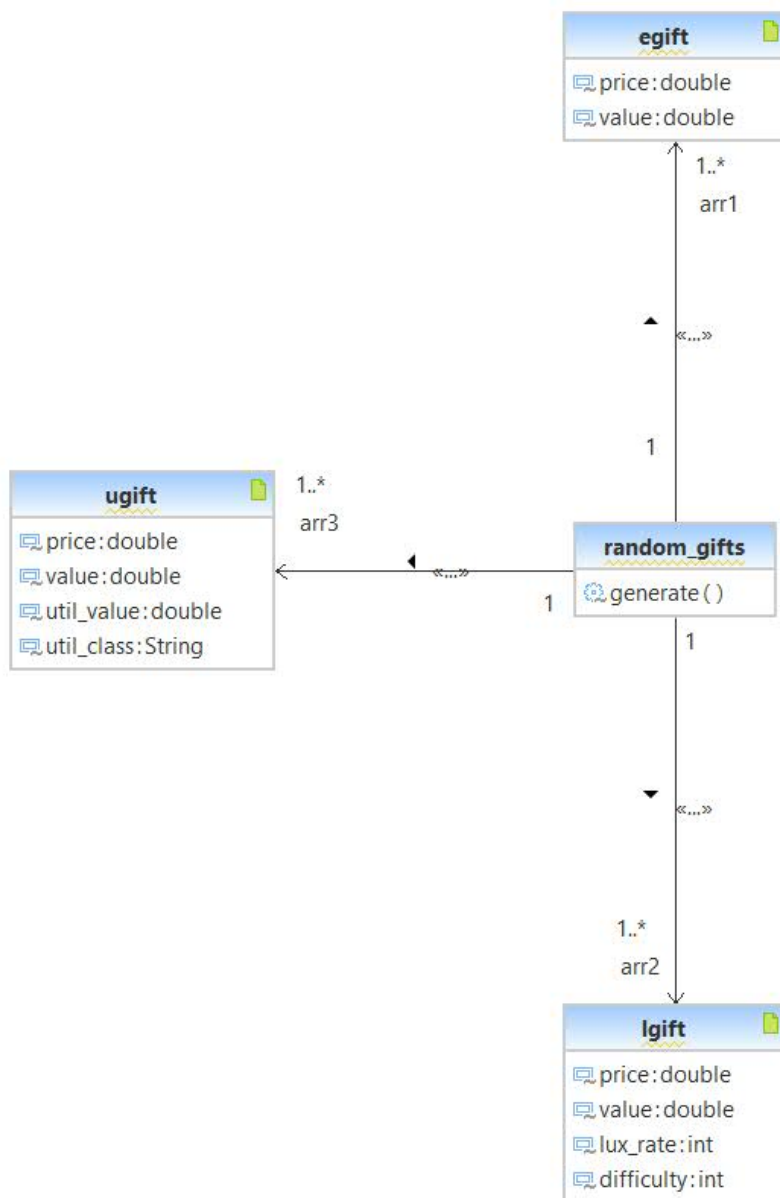 egift
price:double
value:double
1..*
arr1
«...»
1
ugift
price:double
value:double
util_value:double
util_class:String
1..*
arr3
«...»
1
random_gifts
generate()
1
«...»
1..*
arr2
lgift
price:double
value:double
lux_rate:int
difficulty:int